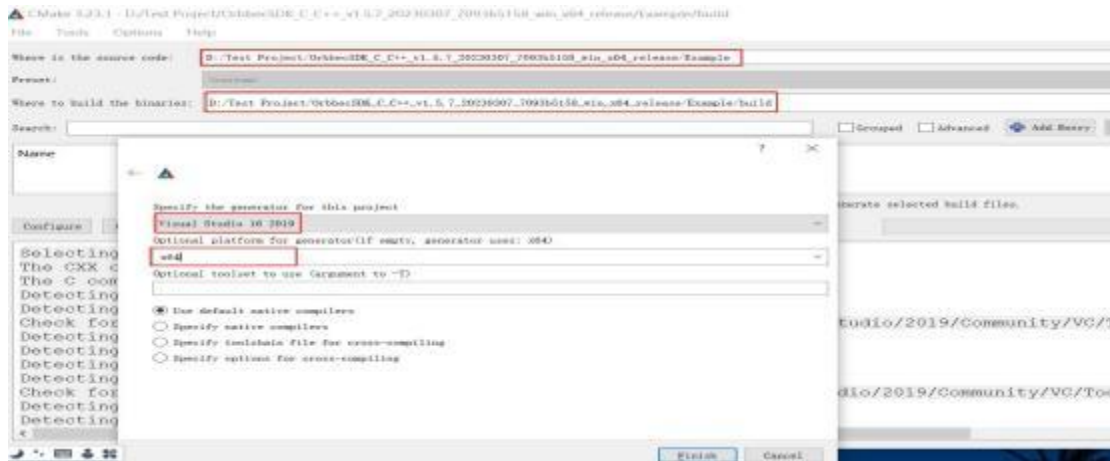 CMake 3.23.1 - D:/Test Project/OrbbecSDK_C_C++_v1.5.7_20230307_7093b5158_win_x64_release/Example/build
File Tools Options Help
Where is the source code: D:/Test Project/OrbbecSDK_C_C++_v1.5.7_20230307_7093b5158_win_x64_release/Example
Preset:
Where to build the binaries: D:/Test Project/OrbbecSDK_C_C++_v1.5.7_20230307_7093b5158_win_x64_release/Example/build
Search: Grouped Advanced Add Entry
Name
? ×
Specify the generator for this project
nerate selected build files.
Visual Studio 16 2019
Configure
Optional platform for generator(if empty, generator uses: x64)
x64
Selecting
The CXX c
Optional toolset to use (argument to -T)
The C com
Detecting
Detecting
Use default native compilers
Check for
Specify native compilers
tudio/2019/Community/VC/T
Detecting
Specify toolchain file for cross-compiling
Detecting
Specify options for cross-compiling
Detecting
Check for
dio/2019/Community/VC/Too
Detecting
Detecting
Finish Cancel